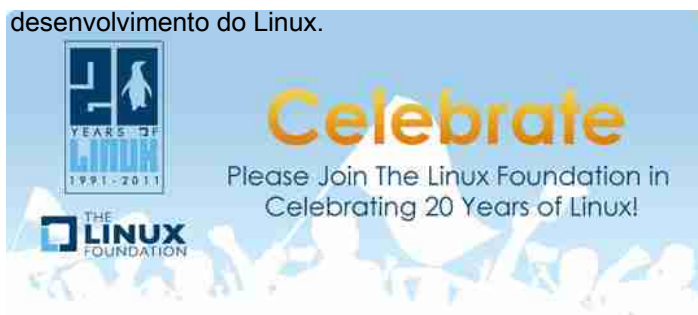 desenvolvimento do Linux.
20
YEARS OF
LINUX
1991-2011
Celebrate
Please Join The Linux Foundation in
Celebrating 20 Years of Linux!
THE
LINUX
FOUNDATION